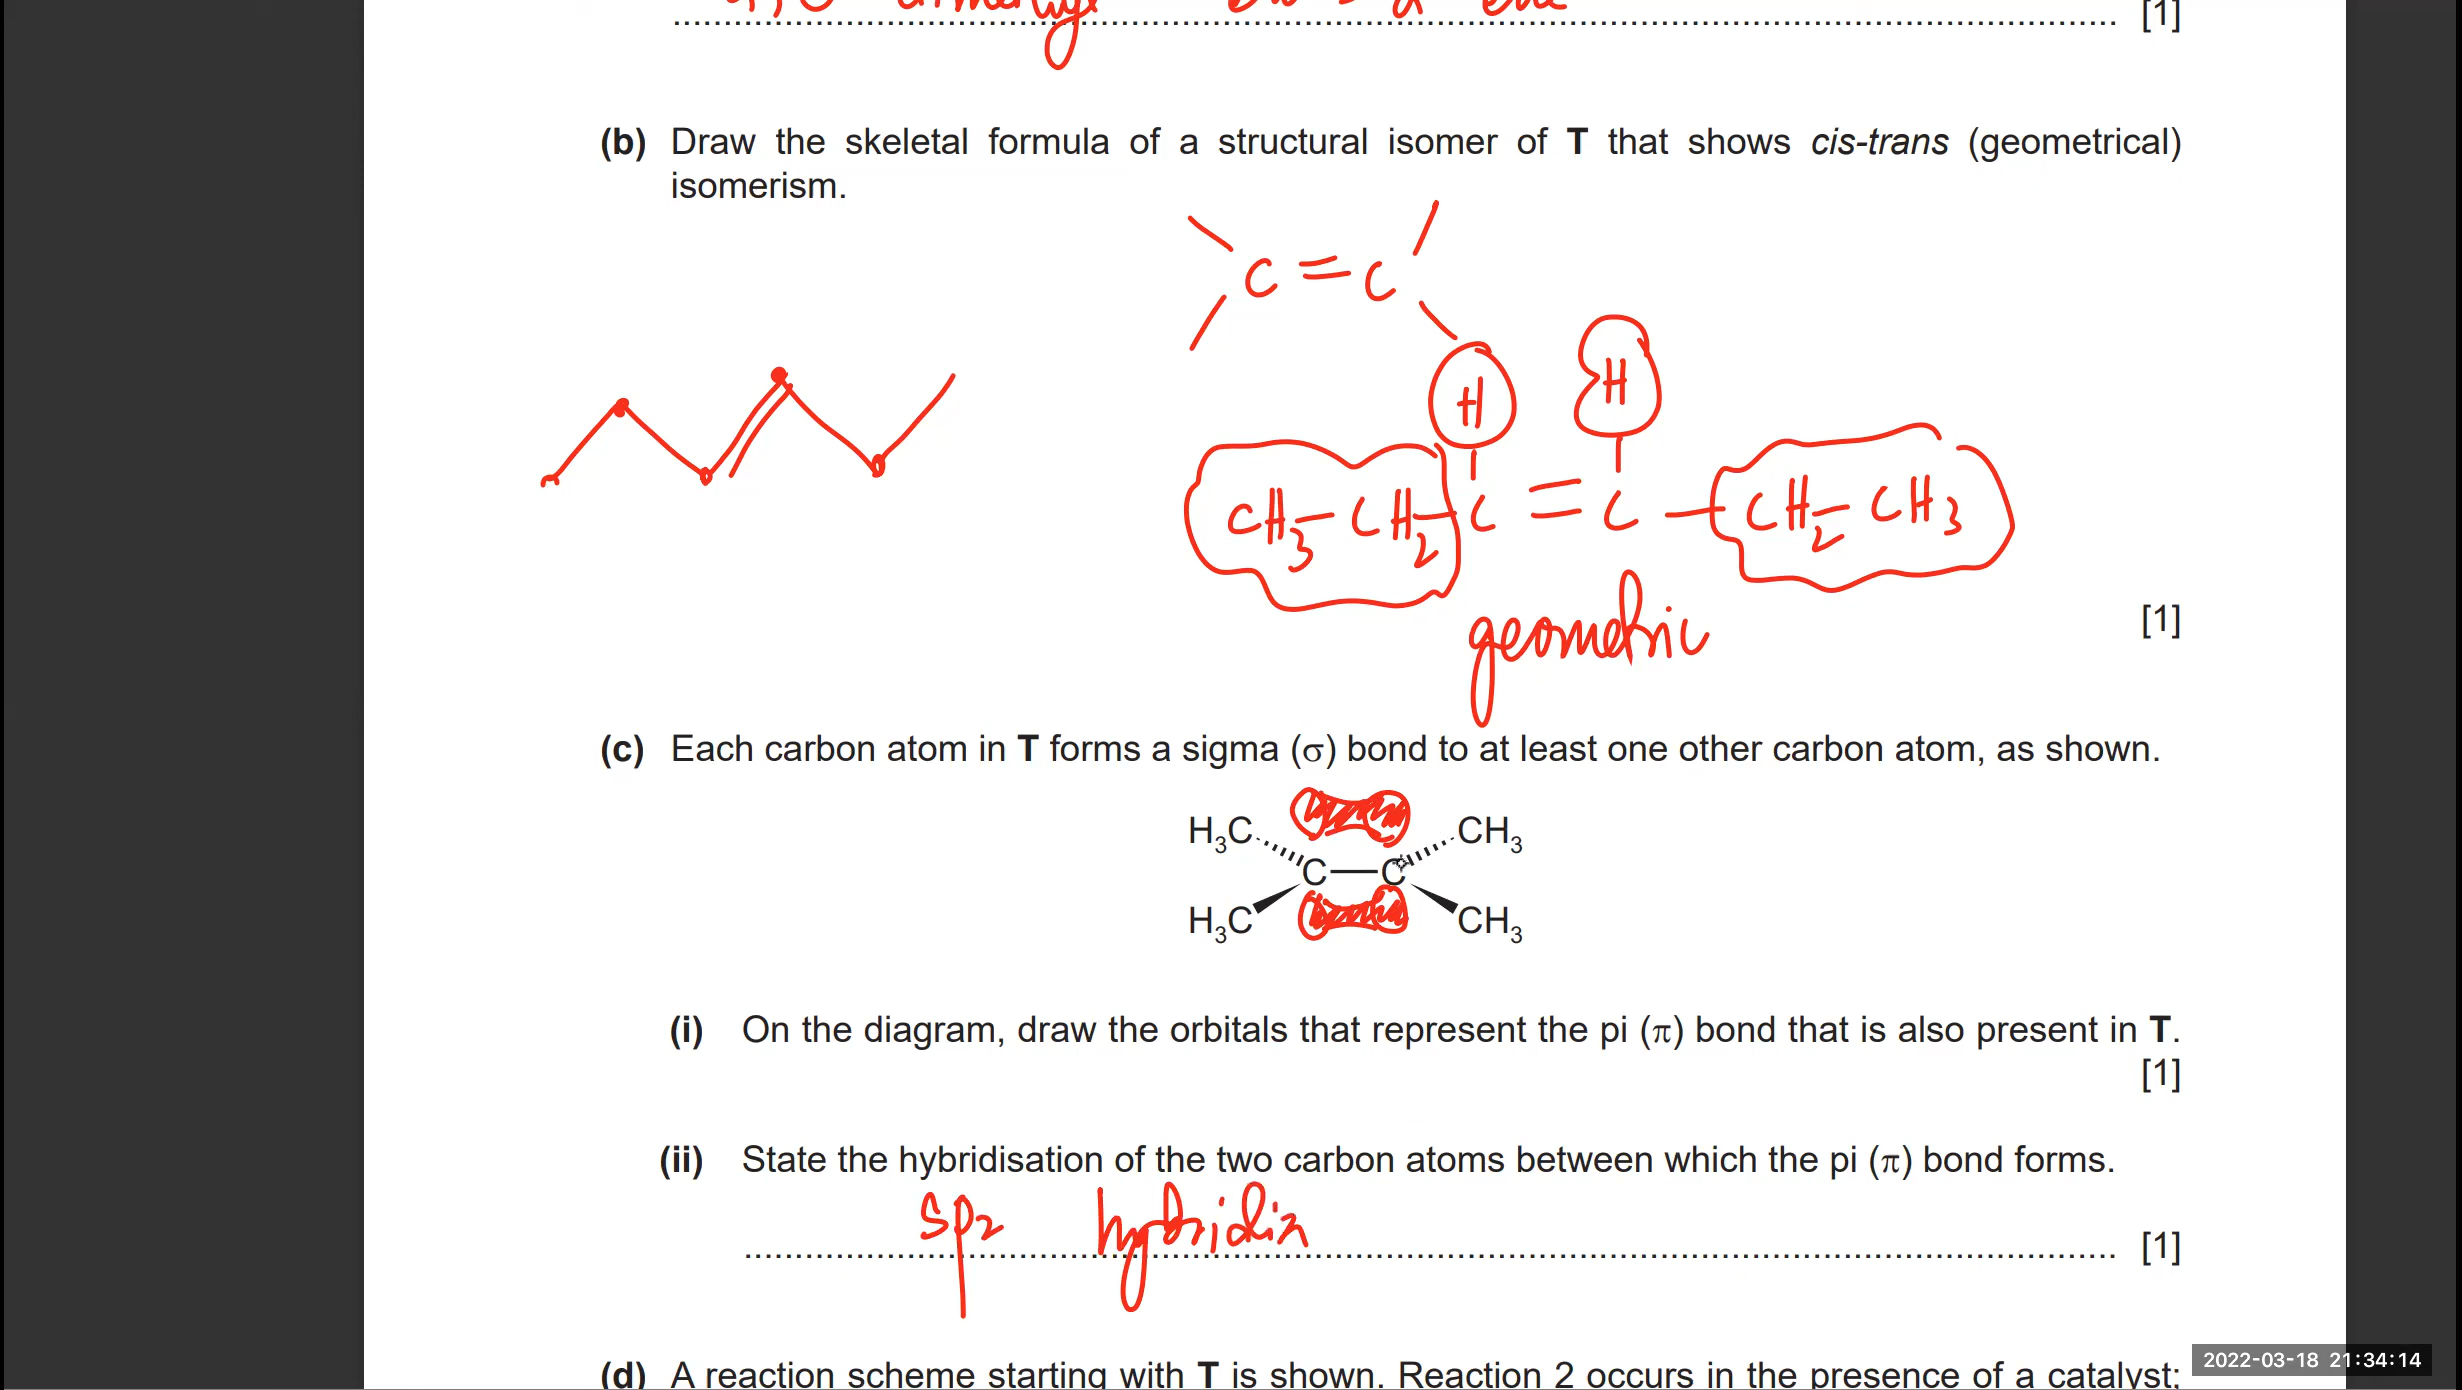 [1]
(b) Draw the skeletal formula of a structural isomer of T that shows cis-trans (geometrical)
isomerism.
C = C
H H
CH3 – CH2 – C = C – CH2 – CH3
geometric
[1]
(c) Each carbon atom in T forms a sigma (σ) bond to at least one other carbon atom, as shown.
H3C CH3
C — C
H3C CH3
(i) On the diagram, draw the orbitals that represent the pi (π) bond that is also present in T.
[1]
(ii) State the hybridisation of the two carbon atoms between which the pi (π) bond forms.
sp2
.......... [1]
(d) A reaction scheme starting with T is shown. Reaction 2 occurs in the presence of a catalyst;
2022-03-18 21:34:14